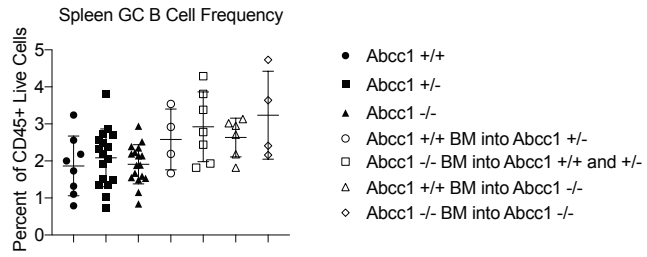 Spleen GC B Cell Frequency
Percent of CD45+ Live Cells
5
4
3
2
1
0
Abcc1 +/+
Abcc1 +/-
Abcc1 -/-
Abcc1 +/+ BM into Abcc1 +/-
Abcc1 -/- BM into Abcc1 +/+ and +/-
Abcc1 +/+ BM into Abcc1 -/-
Abcc1 -/- BM into Abcc1 -/-